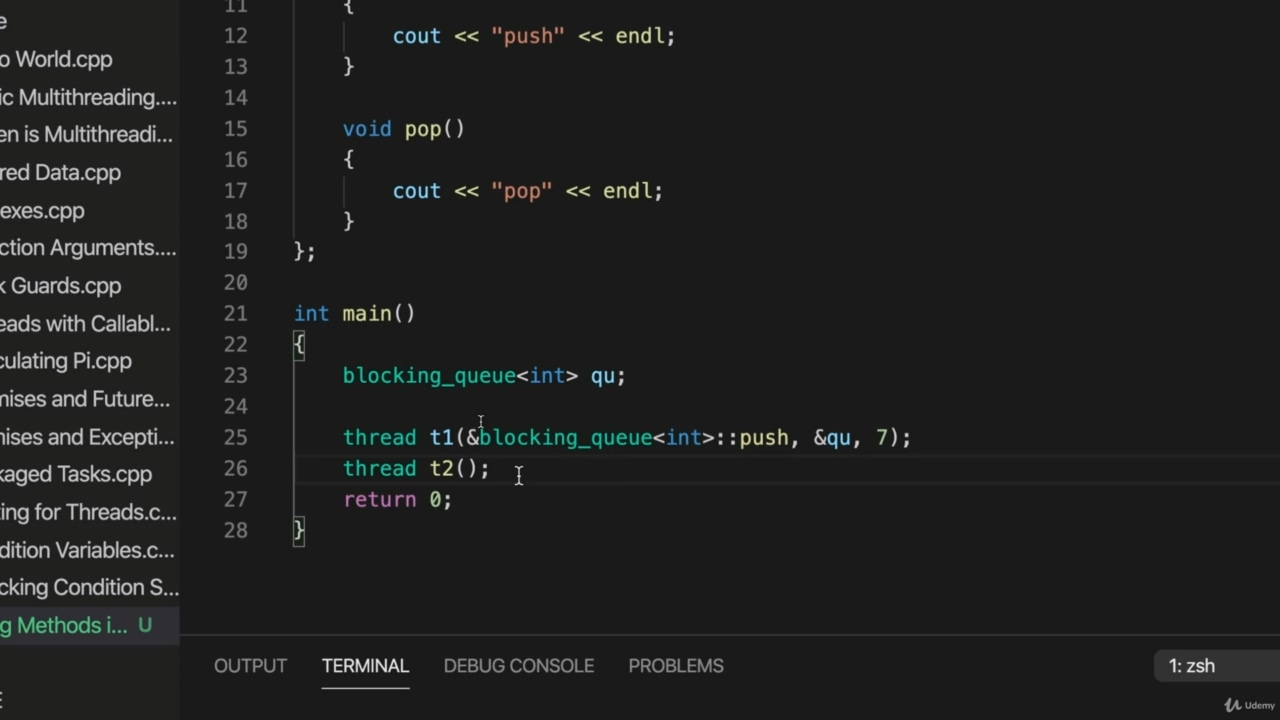 e
o World.cpp
ic Multithreading....
en is Multithreadi...
red Data.cpp
exes.cpp
ction Arguments....
k Guards.cpp
eads with Callabl...
culating Pi.cpp
mises and Future...
nises and Excepti...
kaged Tasks.cpp
ting for Threads.c...
dition Variables.c...
cking Condition S...
g Methods i... U
11 {
12 cout << "push" << endl;
13 }
14
15 void pop()
16 {
17 cout << "pop" << endl;
18 }
19 };
20
21 int main()
22 {
23 blocking_queue<int> qu;
24
25 thread t1(&blocking_queue<int>::push, &qu, 7);
26 thread t2();
27 return 0;
28 }
OUTPUT TERMINAL DEBUG CONSOLE PROBLEMS 1: zsh
Udemy